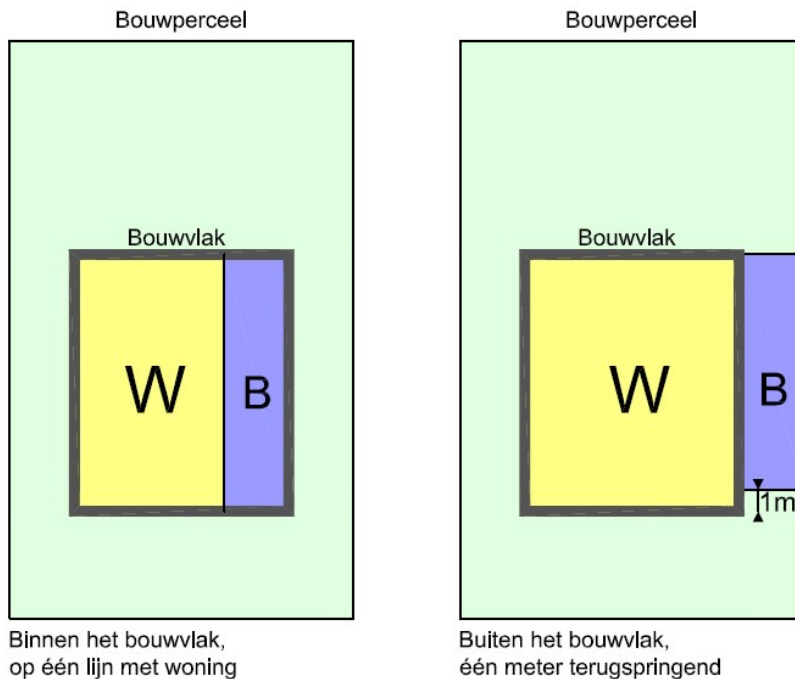 Bouwperceel
Bouwvlak
W
B
Binnen het bouwvlak,
op één lijn met woning
Bouwperceel
Bouwvlak
W
B
1m
Buiten het bouwvlak,
één meter terugspringend